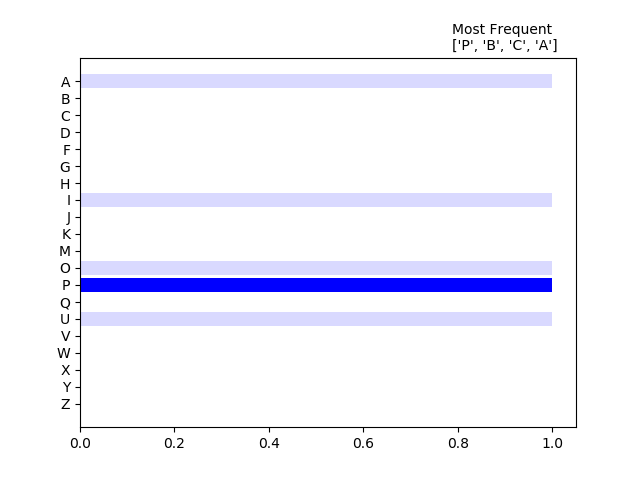 Most Frequent
['P', 'B', 'C', 'A']
A
B
C
D
F
G
H
I
J
K
M
O
P
Q
U
V
W
X
Y
Z
0.0 0.2 0.4 0.6 0.8 1.0